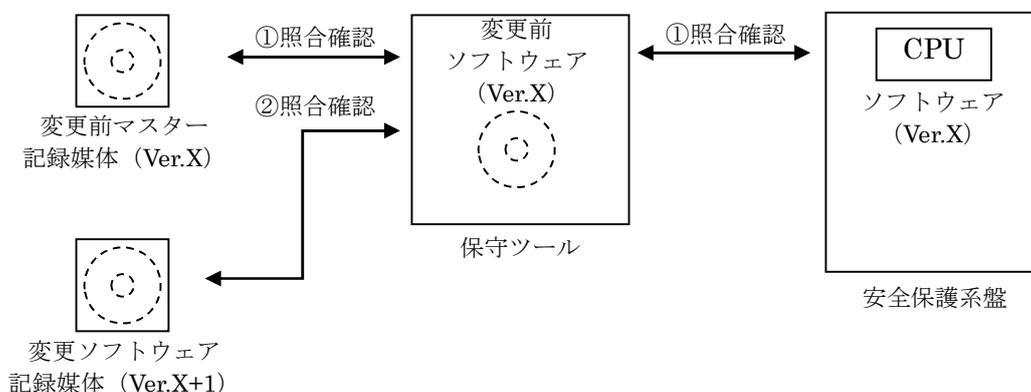 ①照合確認
②照合確認
変更前マスター
記録媒体（Ver.X）
変更前
ソフトウェア
（Ver.X）
保守ツール
①照合確認
CPU
ソフトウェア
（Ver.X）
安全保護系盤
変更ソフトウェア
記録媒体（Ver.X+1）